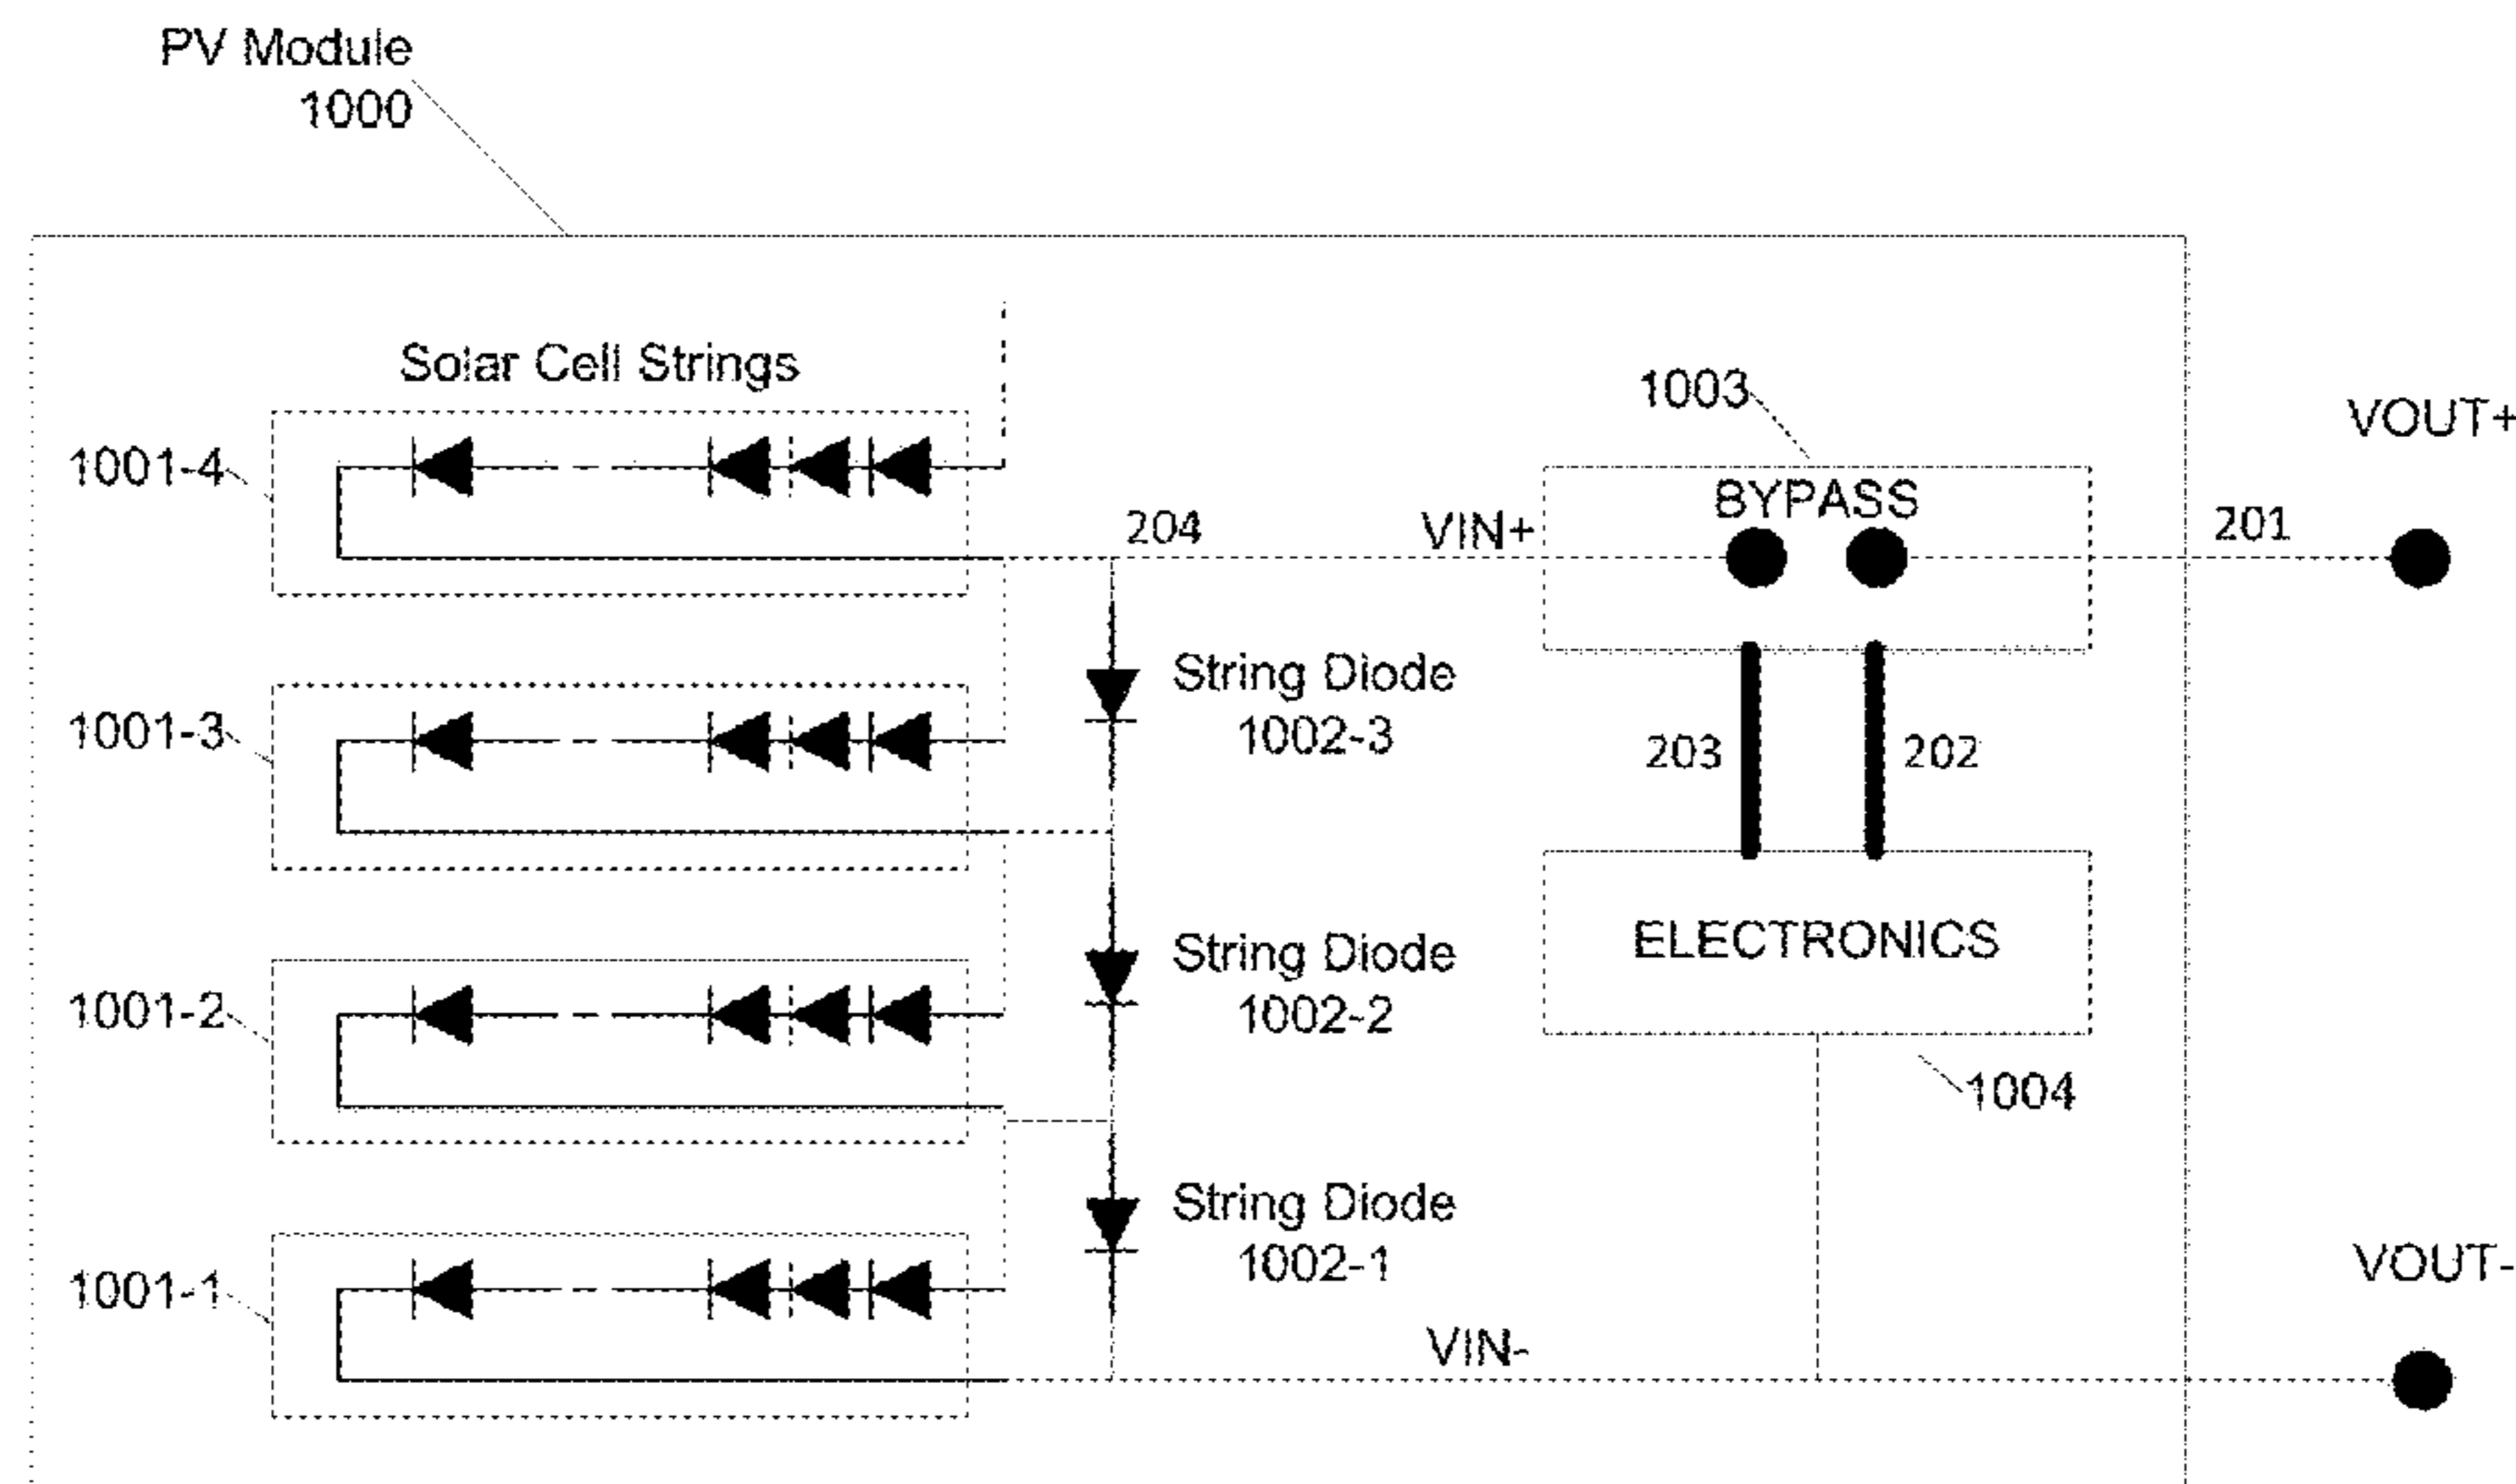 PV Module
1000
Solar Cell Strings
1001-4
204
VIN+
1003
BYPASS
201
VOUT+
String Diode
1002-3
1001-3
203
202
ELECTRONICS
1004
String Diode
1002-2
1001-2
String Diode
1002-1
1001-1
VIN-
VOUT-